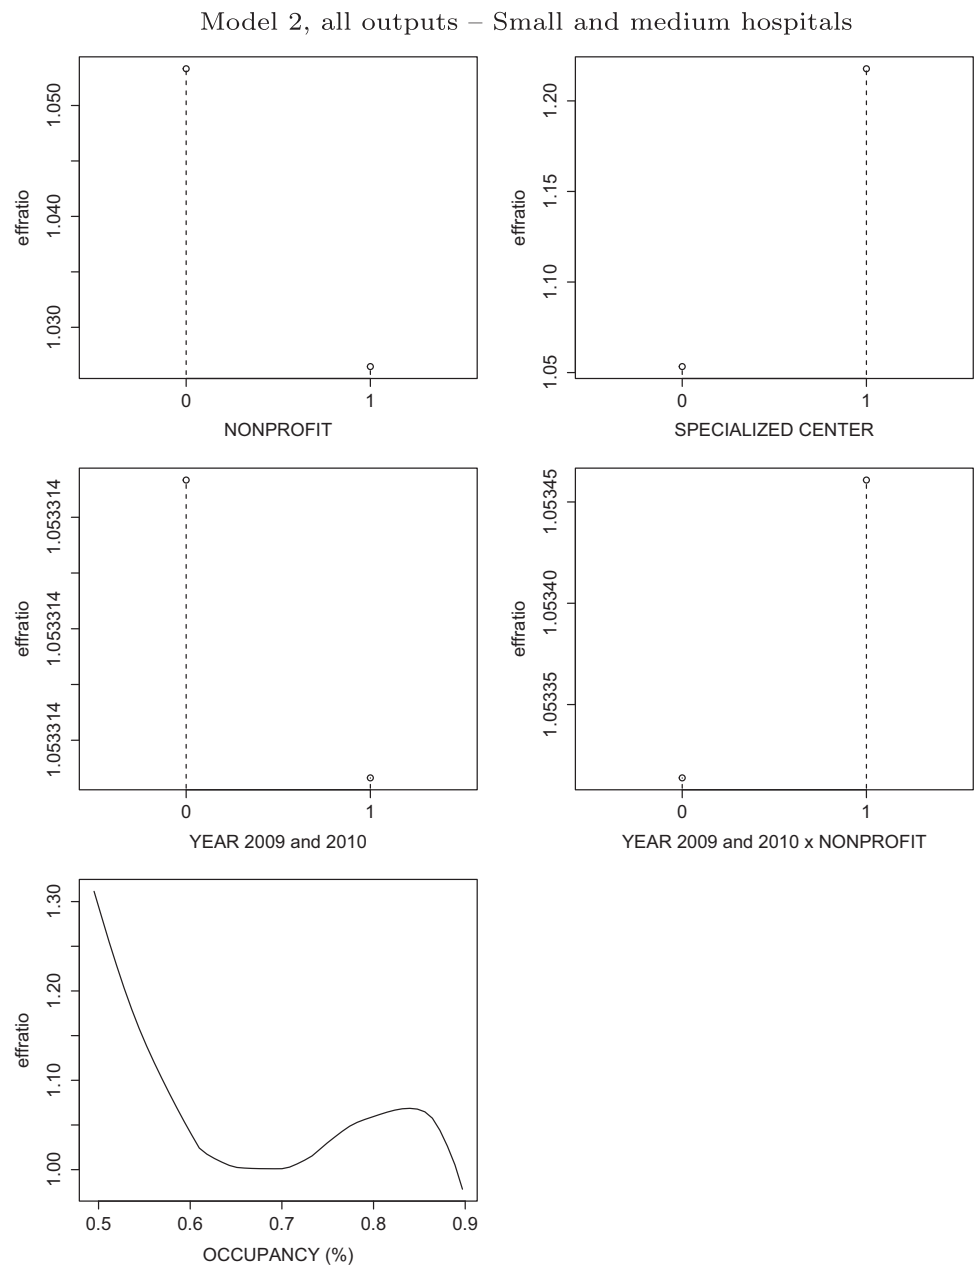 Model 2, all outputs – Small and medium hospitals
effratio
1.050
1.040
1.030
0 1
NONPROFIT
effratio
1.20
1.15
1.10
1.05
0 1
SPECIALIZED CENTER
effratio
1.053314
1.053314
1.053314
0 1
YEAR 2009 and 2010
effratio
1.05345
1.05340
1.05335
0 1
YEAR 2009 and 2010 x NONPROFIT
effratio
1.30
1.20
1.10
1.00
0.5 0.6 0.7 0.8 0.9
OCCUPANCY (%)